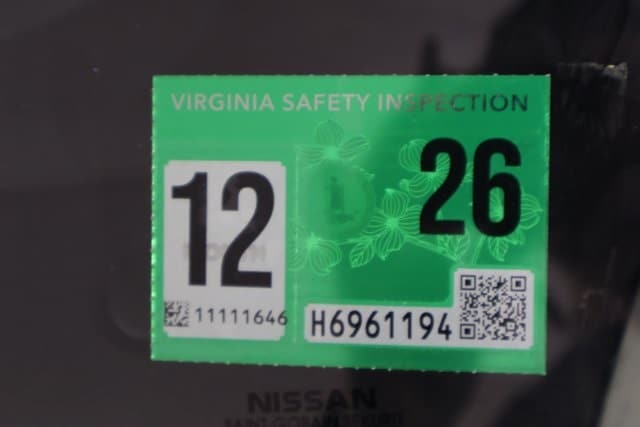 VIRGINIA SAFETY INSPECTION
12
26
11111646
H6961194
NISSAN